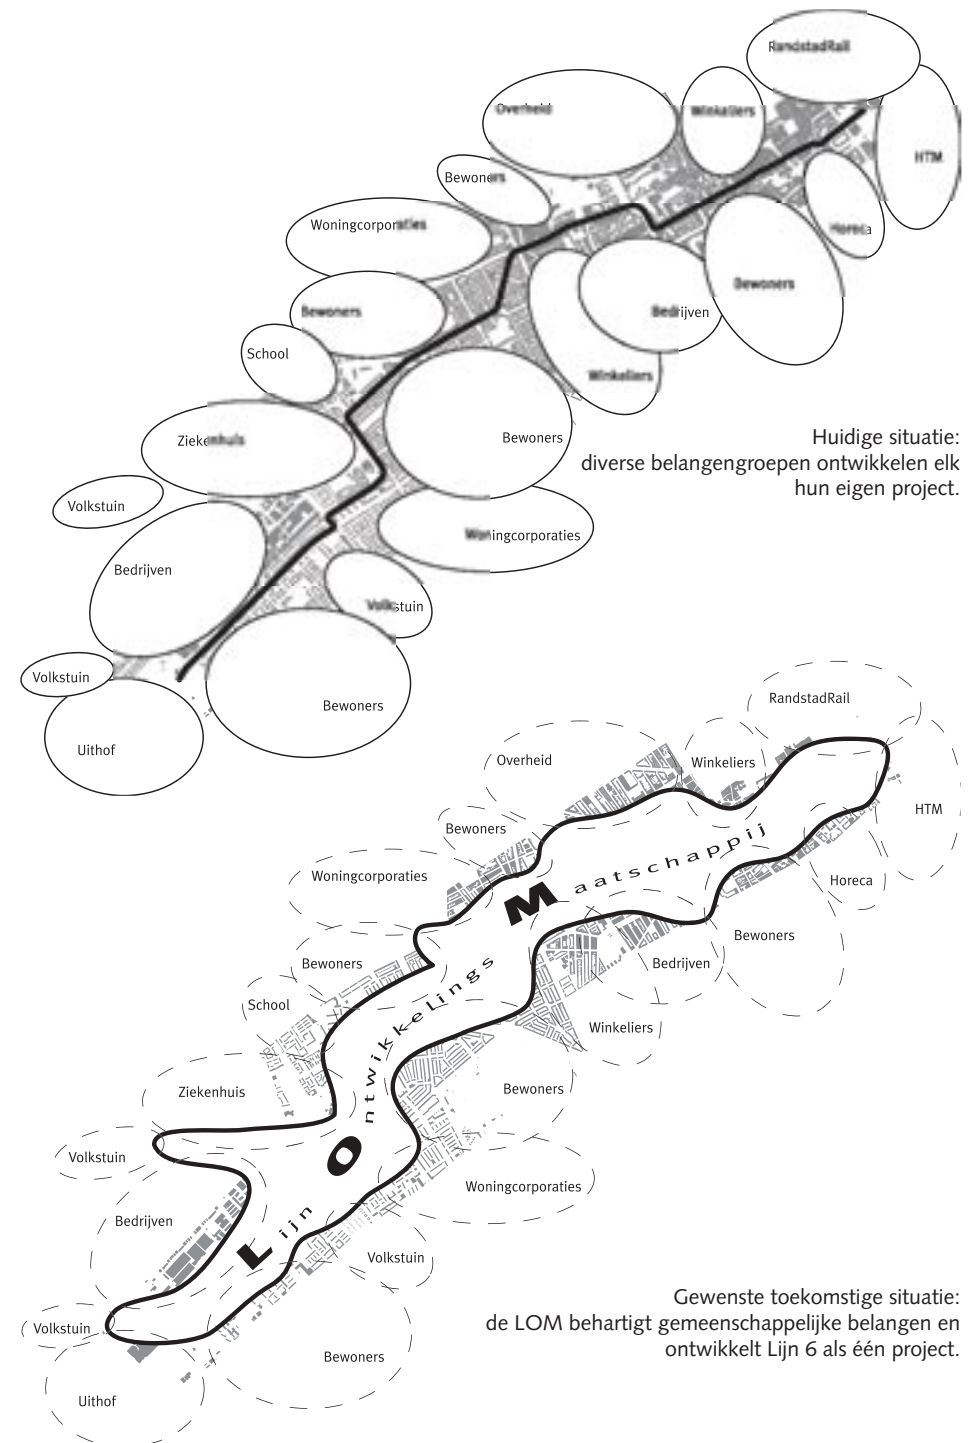 RandstadRail
Overheid
Winkeliers
HTM
Bewoners
Woningcorporaties
Horeca
Bewoners
Bewoners
Bedrijven
School
Winkeliers
Ziekenhuis
Bewoners
Huidige situatie:
diverse belangengroepen ontwikkelen elk
hun eigen project.
Volkstuin
Woningcorporaties
Bedrijven
Volkstuin
Volkstuin
Bewoners
Uithof
RandstadRail
Overheid
Winkeliers
HTM
Bewoners
Woningcorporaties
Horeca
Bewoners
Bewoners
Bedrijven
School
Winkeliers
Ziekenhuis
Bewoners
Volkstuin
Woningcorporaties
Bedrijven
Volkstuin
Lijn
Ontwikkelings
Maatschappij
Volkstuin
Bewoners
Uithof
Gewenste toekomstige situatie:
de LOM behartigt gemeenschappelijke belangen en
ontwikkelt Lijn 6 als één project.